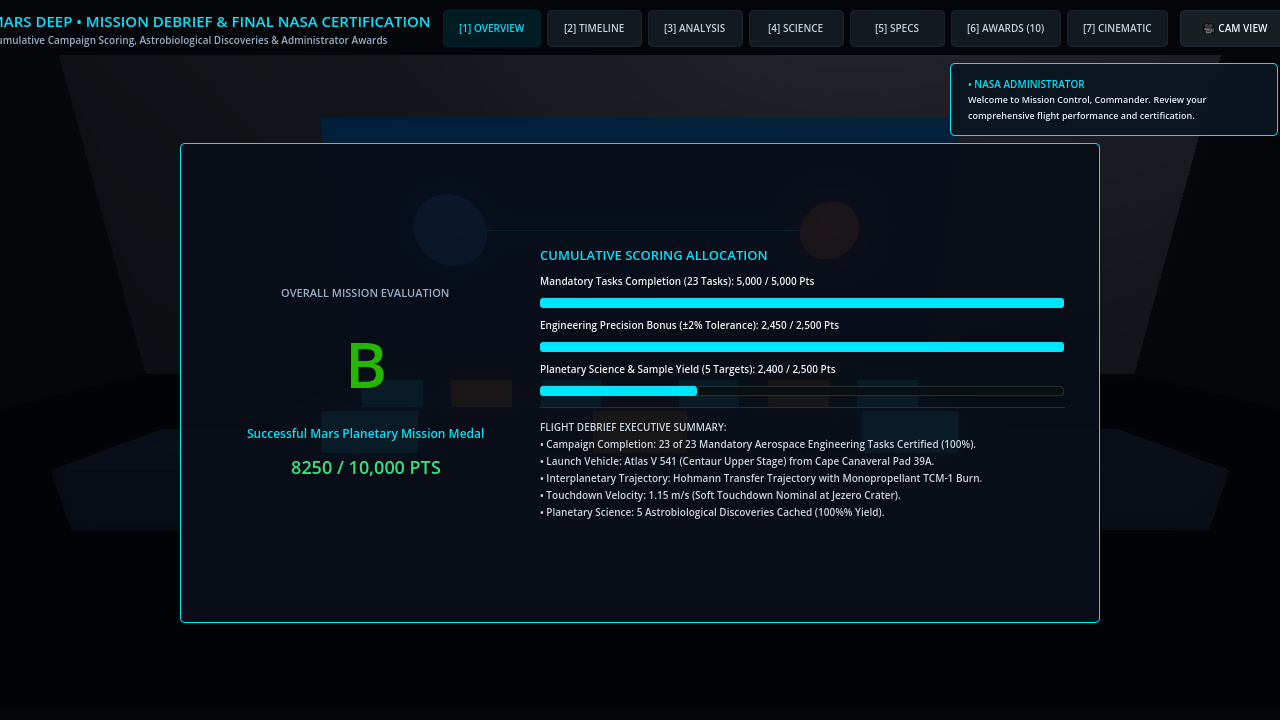 MARS DEEP • MISSION DEBRIEF & FINAL NASA CERTIFICATION
umulative Campaign Scoring, Astrobiological Discoveries & Administrator Awards
[1] OVERVIEW
[2] TIMELINE
[3] ANALYSIS
[4] SCIENCE
[5] SPECS
[6] AWARDS (10)
[7] CINEMATIC
CAM VIEW
• NASA ADMINISTRATOR
Welcome to Mission Control, Commander. Review your
comprehensive flight performance and certification.
OVERALL MISSION EVALUATION
B
Successful Mars Planetary Mission Medal
8250 / 10,000 PTS
CUMULATIVE SCORING ALLOCATION
Mandatory Tasks Completion (23 Tasks): 5,000 / 5,000 Pts
Engineering Precision Bonus (±2% Tolerance): 2,450 / 2,500 Pts
Planetary Science & Sample Yield (5 Targets): 2,400 / 2,500 Pts
FLIGHT DEBRIEF EXECUTIVE SUMMARY:
• Campaign Completion: 23 of 23 Mandatory Aerospace Engineering Tasks Certified (100%).
• Launch Vehicle: Atlas V 541 (Centaur Upper Stage) from Cape Canaveral Pad 39A.
• Interplanetary Trajectory: Hohmann Transfer Trajectory with Monopropellant TCM-1 Burn.
• Touchdown Velocity: 1.15 m/s (Soft Touchdown Nominal at Jezero Crater).
• Planetary Science: 5 Astrobiological Discoveries Cached (100%% Yield).